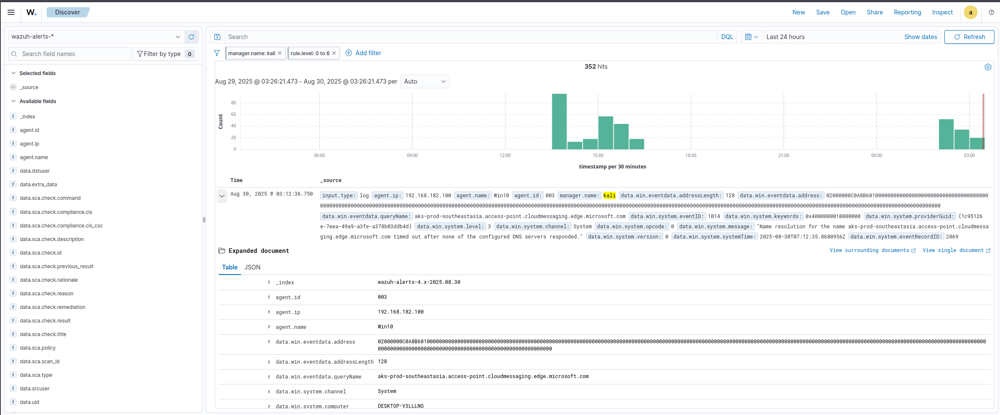 W. Discover New Save Open Share Reporting Inspect a
wazuh-alerts-*
Search DQL Last 24 hours Show dates Refresh
Search field names Filter by type 0
manager.name: kali × rule.level: 0 to 6 × Add filter
Selected fields
_source
Available fields
_index
agent.id
agent.ip
agent.name
data.dstuser
data.extra_data
data.sca.check.command
data.sca.check.compliance.cis
data.sca.check.compliance.cis_csc
data.sca.check.description
data.sca.check.id
data.sca.check.previous_result
data.sca.check.rationale
data.sca.check.reason
data.sca.check.remediation
data.sca.check.result
data.sca.check.title
data.sca.policy
data.sca.scan_id
data.sca.type
data.srcuser
data.uid
352 hits
Aug 29, 2025 @ 03:26:21.473 - Aug 30, 2025 @ 03:26:21.473 per Auto
Count
80
60
40
20
0
06:00 09:00 12:00 15:00 18:00 21:00 00:00 03:00
timestamp per 30 minutes
Time _source
Aug 30, 2025 @ 03:12:36.750
input.type: log agent.ip: 192.168.182.100 agent.name: Win10 agent.id: 003 manager.name: kali data.win.eventdata.addressLength: 128 data.win.eventdata.address:
data.win.eventdata.queryName: aks-prod-southeastasia.access-point.cloudmessaging.edge.microsoft.com data.win.system.eventID: 1014 data.win.system.keywords: 0x4000000010000000 data.win.system.providerGuid: {1c95126
e-7eea-49a9-a3fe-a378b03ddb4d} data.win.system.level: 3 data.win.system.channel: System data.win.system.opcode: 0 data.win.system.message: "Name resolution for the name aks-prod-southeastasia.access-point.cloudmessa
ging.edge.microsoft.com timed out after none of the configured DNS servers responded." data.win.system.version: 0 data.win.system.systemTime: 2025-08-30T07:12:35.8680956Z data.win.system.eventRecordID: 2069
Expanded document View surrounding documents View single document
Table JSON
t _index wazuh-alerts-4.x-2025.08.30
t agent.id 003
t agent.ip 192.168.182.100
t agent.name Win10
t data.win.eventdata.address
t data.win.eventdata.addressLength 128
t data.win.eventdata.queryName aks-prod-southeastasia.access-point.cloudmessaging.edge.microsoft.com
t data.win.system.channel System
t data.win.system.computer DESKTOP-V3LLLNG